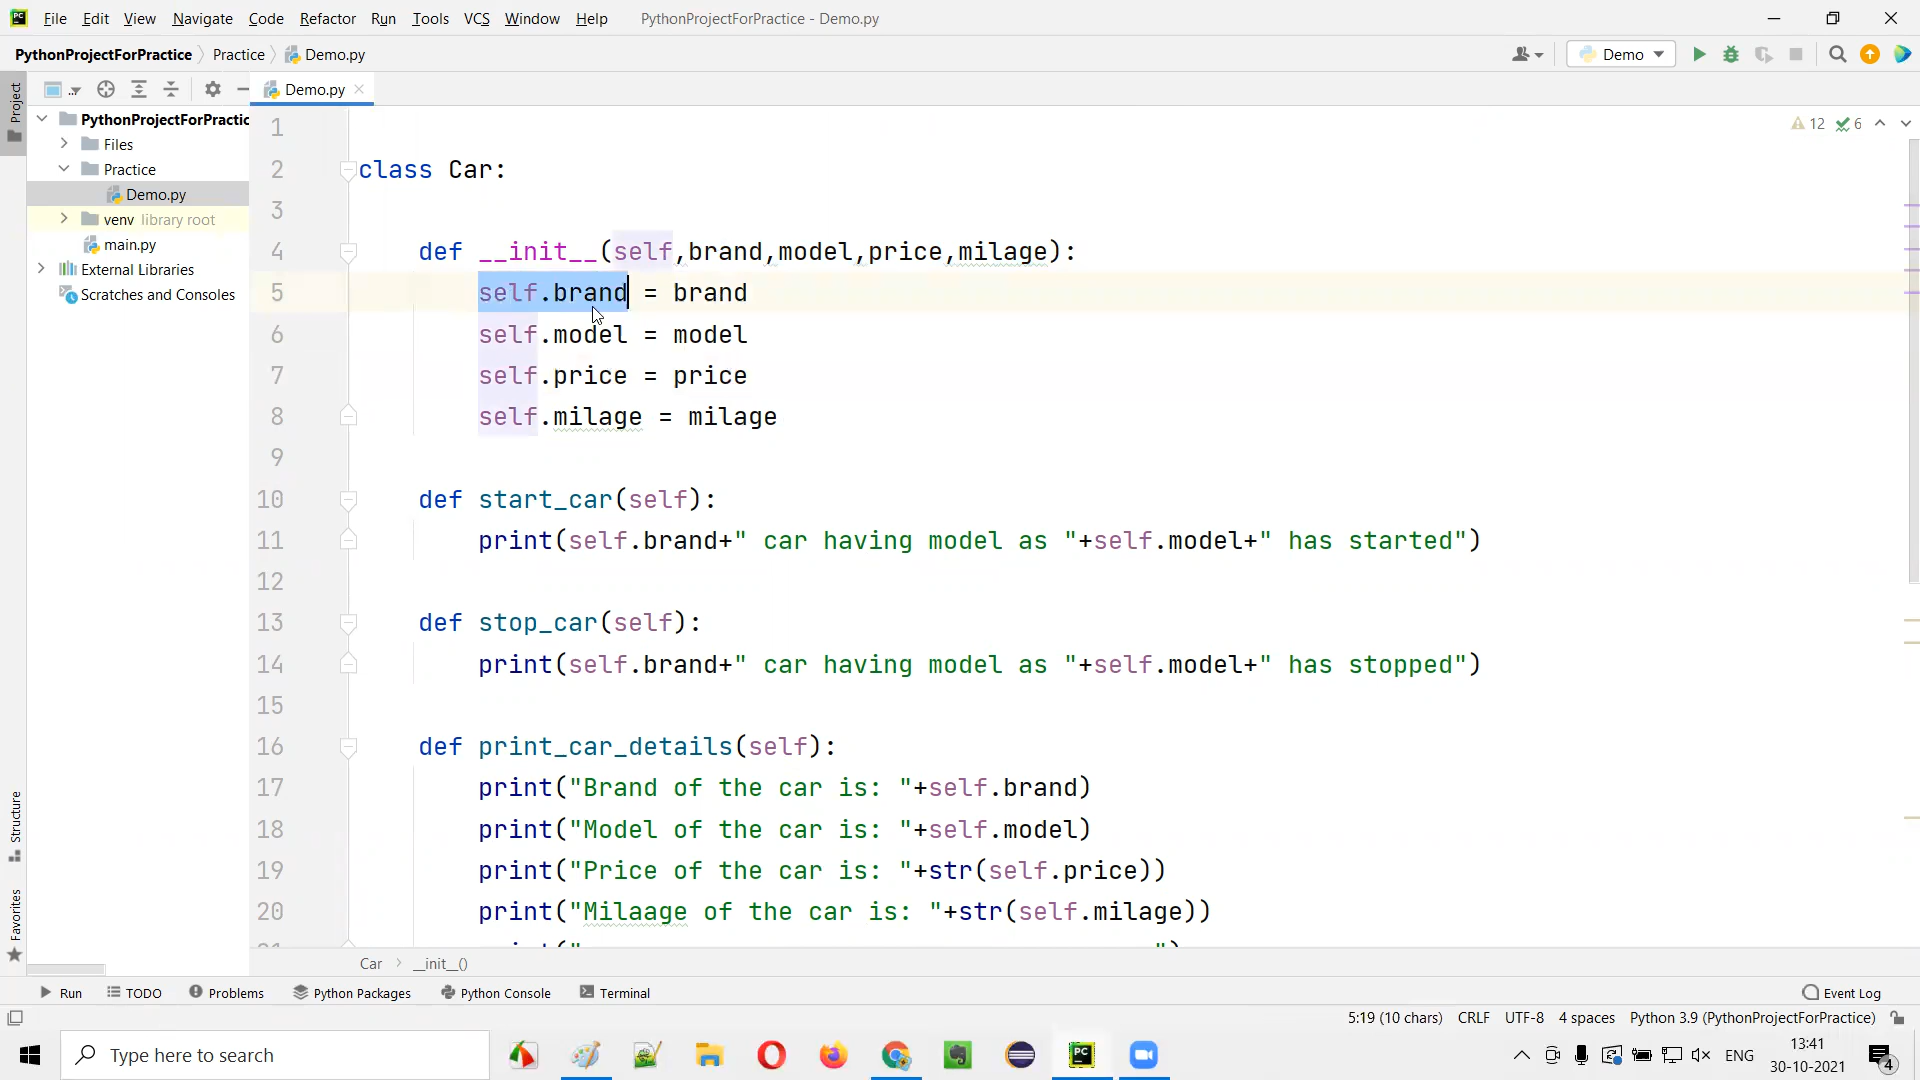 PC File Edit View Navigate Code Refactor Run Tools VCS Window Help PythonProjectForPractice - Demo.py
PythonProjectForPractice Practice Demo.py Demo
Project
Demo.py
12 6
PythonProjectForPractic
Files
Practice
Demo.py
venv library root
main.py
External Libraries
Scratches and Consoles
1
2 class Car:
3
4 def __init__(self,brand,model,price,milage):
5 self.brand = brand
6 self.model = model
7 self.price = price
8 self.milage = milage
9
10 def start_car(self):
11 print(self.brand+" car having model as "+self.model+" has started")
12
13 def stop_car(self):
14 print(self.brand+" car having model as "+self.model+" has stopped")
15
16 def print_car_details(self):
17 print("Brand of the car is: "+self.brand)
18 print("Model of the car is: "+self.model)
19 print("Price of the car is: "+str(self.price))
20 print("Milaage of the car is: "+str(self.milage))
Structure
Favorites
Car __init__()
Run TODO Problems Python Packages Python Console Terminal Event Log
5:19 (10 chars) CRLF UTF-8 4 spaces Python 3.9 (PythonProjectForPractice)
Type here to search
PC
ENG
13:41
30-10-2021
4